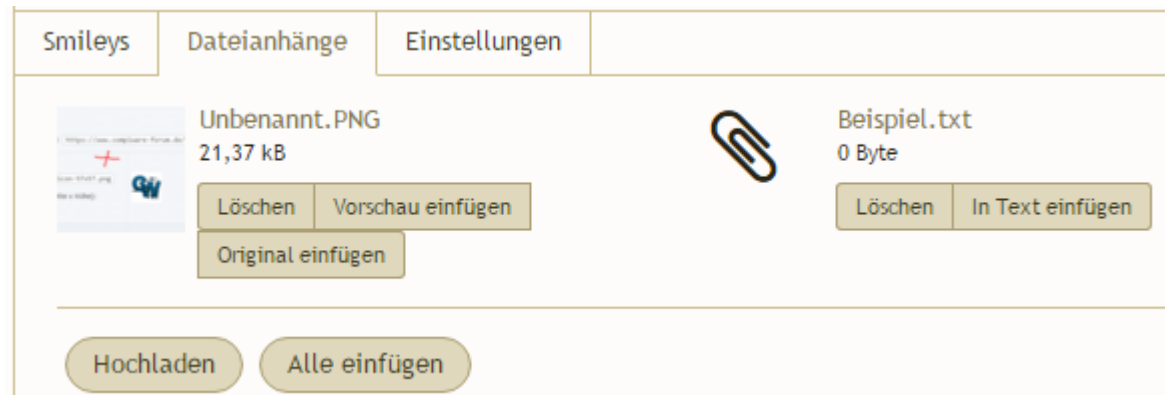 Smileys
Dateianhänge
Einstellungen
Unbenannt.PNG
21,37 kB
Löschen
Vorschau einfügen
Original einfügen
Beispiel.txt
0 Byte
Löschen
In Text einfügen
Hochladen
Alle einfügen